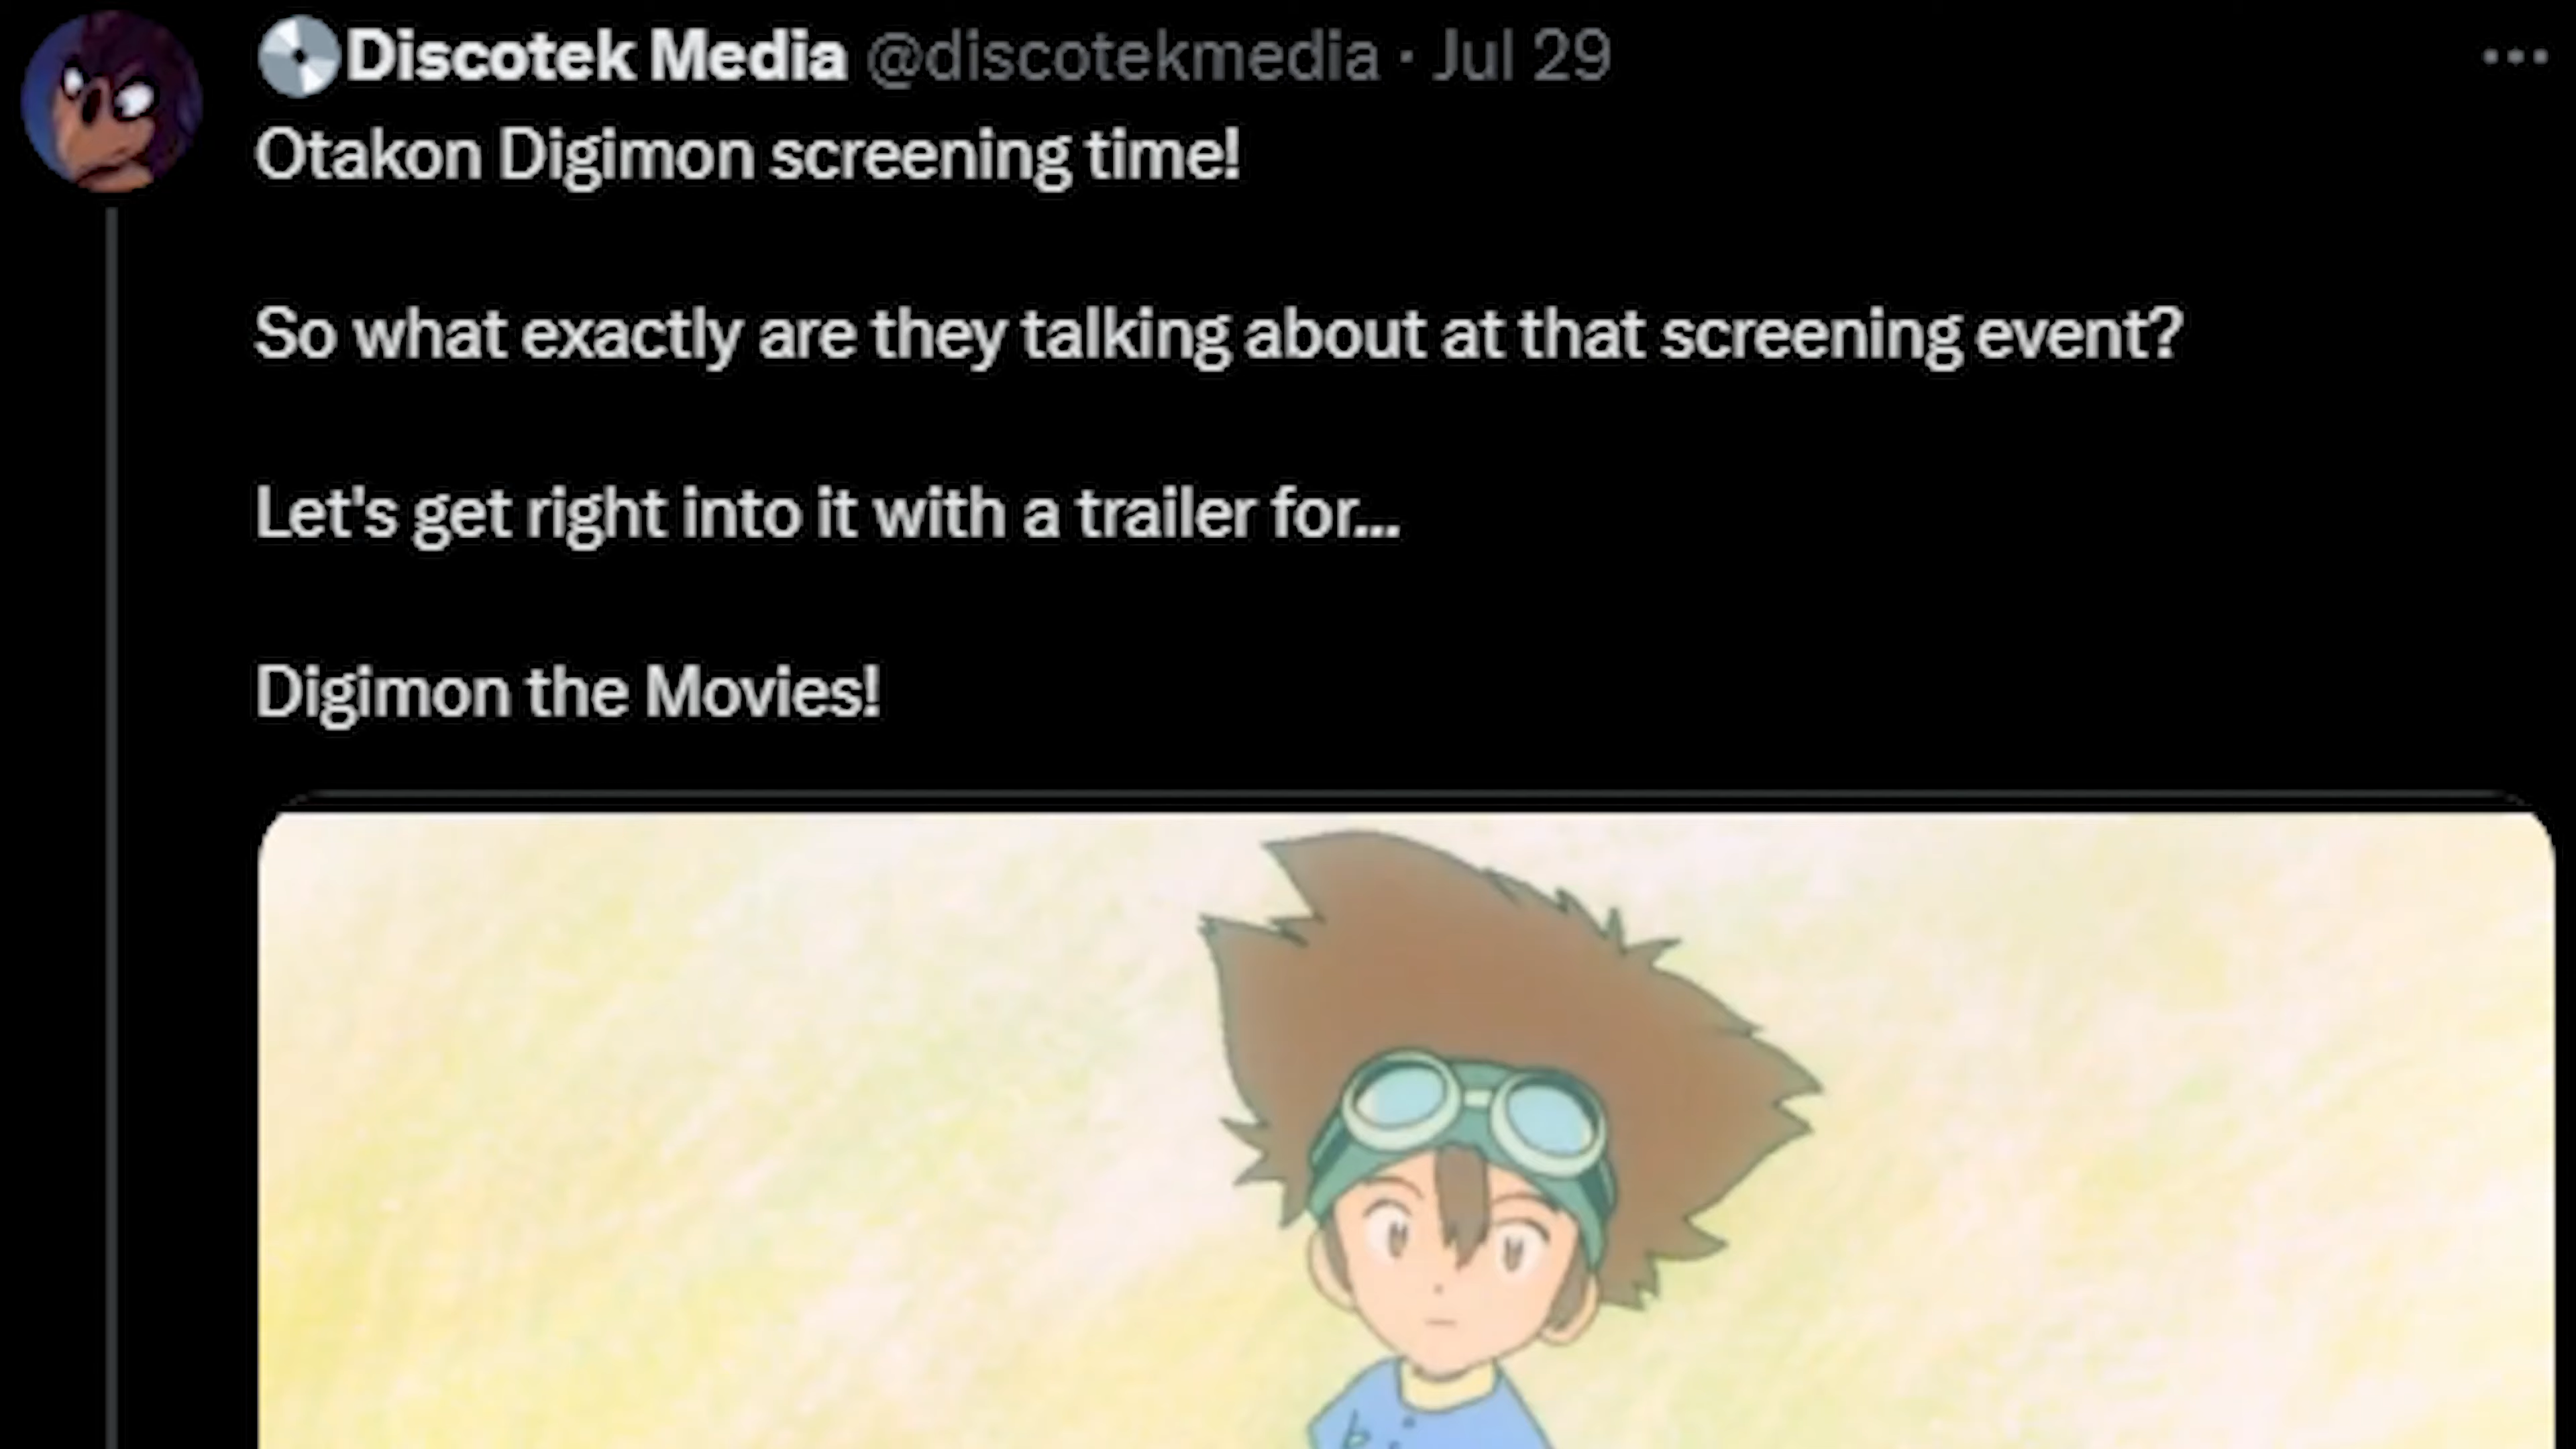 Discotek Media @discotekmedia · Jul 29
Otakon Digimon screening time!
So what exactly are they talking about at that screening event?
Let's get right into it with a trailer for...
Digimon the Movies!